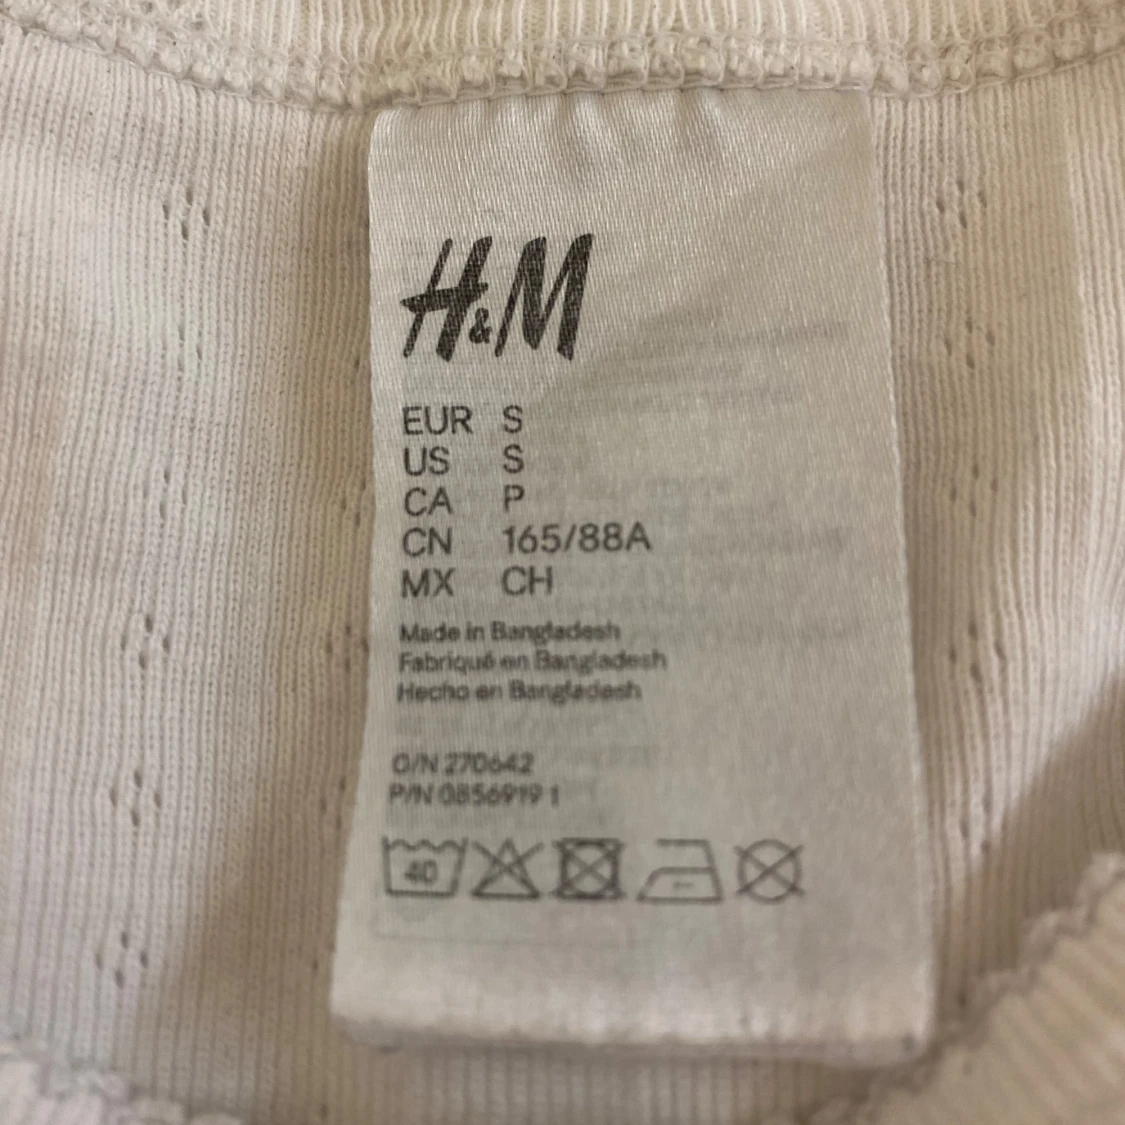 H&M
EUR S
US S
CA P
CN 165/88A
MX CH
Made in Bangladesh
Fabriqué en Bangladesh
Hecho en Bangladesh
O/N 270642
P/N 0856919 1
40